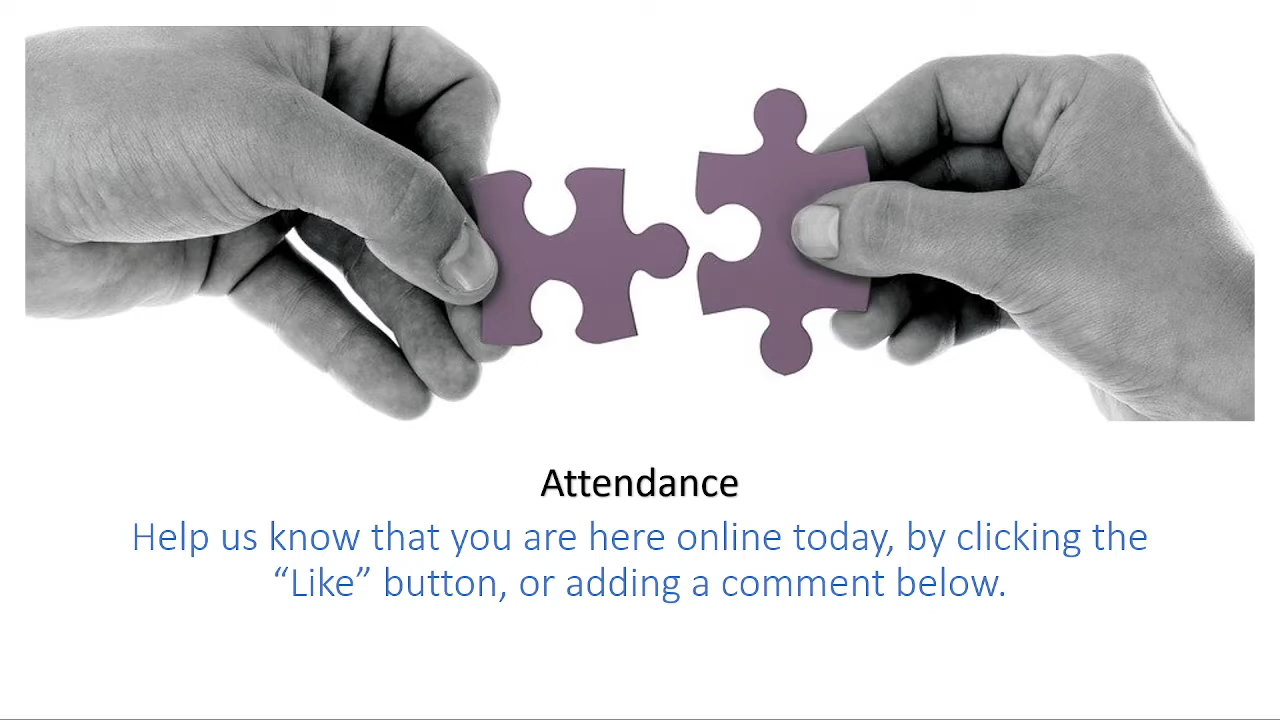 Attendance
Help us know that you are here online today, by clicking the
“Like” button, or adding a comment below.